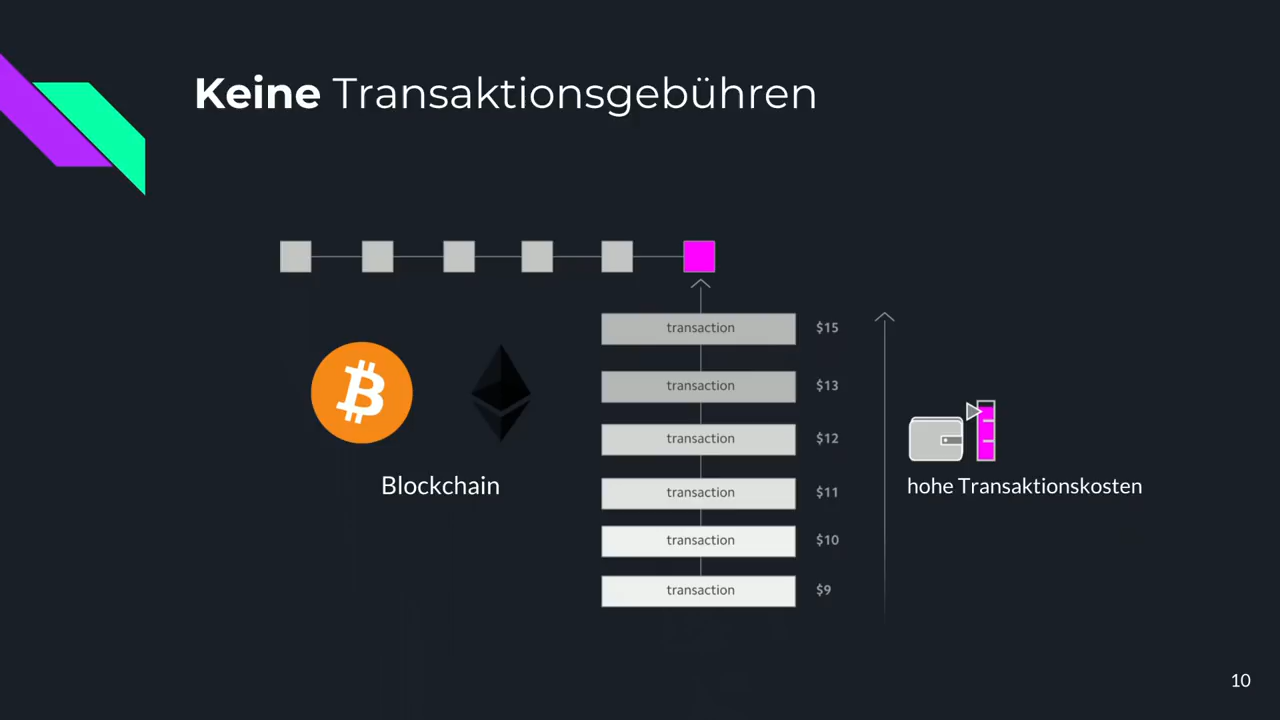 Keine Transaktionsgebühren
transaction $15
transaction $13
transaction $12
transaction $11
transaction $10
transaction $9
Blockchain
hohe Transaktionskosten
10